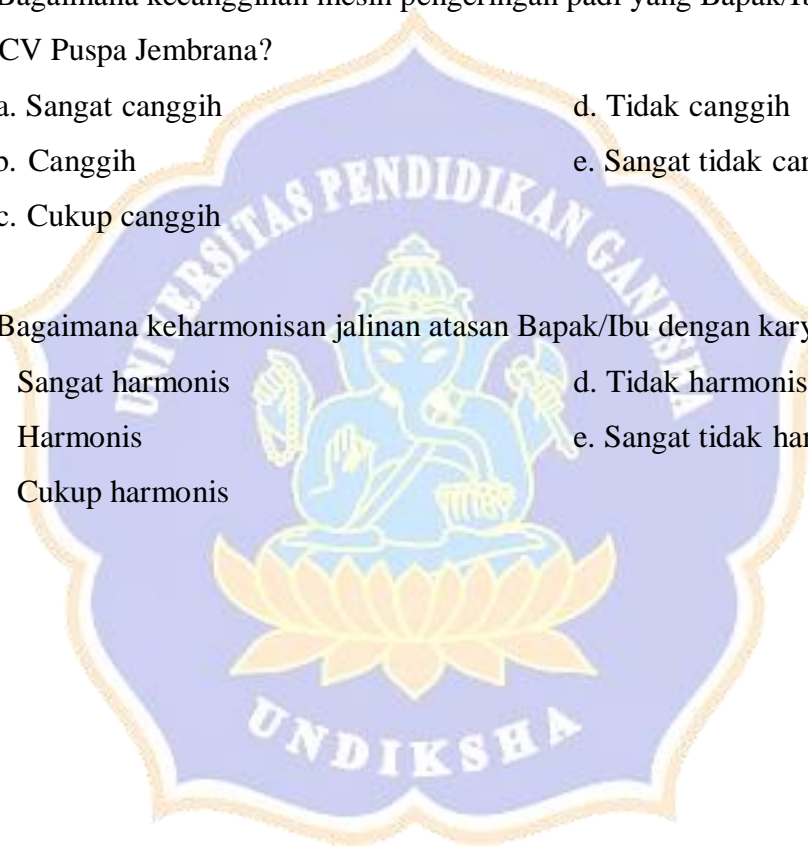 Bagaimana kecanggihan mesin pengeringan padi yang Bapak/Ib
CV Puspa Jembrana?
a. Sangat canggih d. Tidak canggih
b. Canggih e. Sangat tidak can
c. Cukup canggih
Bagaimana keharmonisan jalinan atasan Bapak/Ibu dengan kary
Sangat harmonis d. Tidak harmonis
Harmonis e. Sangat tidak har
Cukup harmonis
UNIVERSITAS PENDIDIKAN GANESHA
UNDIKSHA